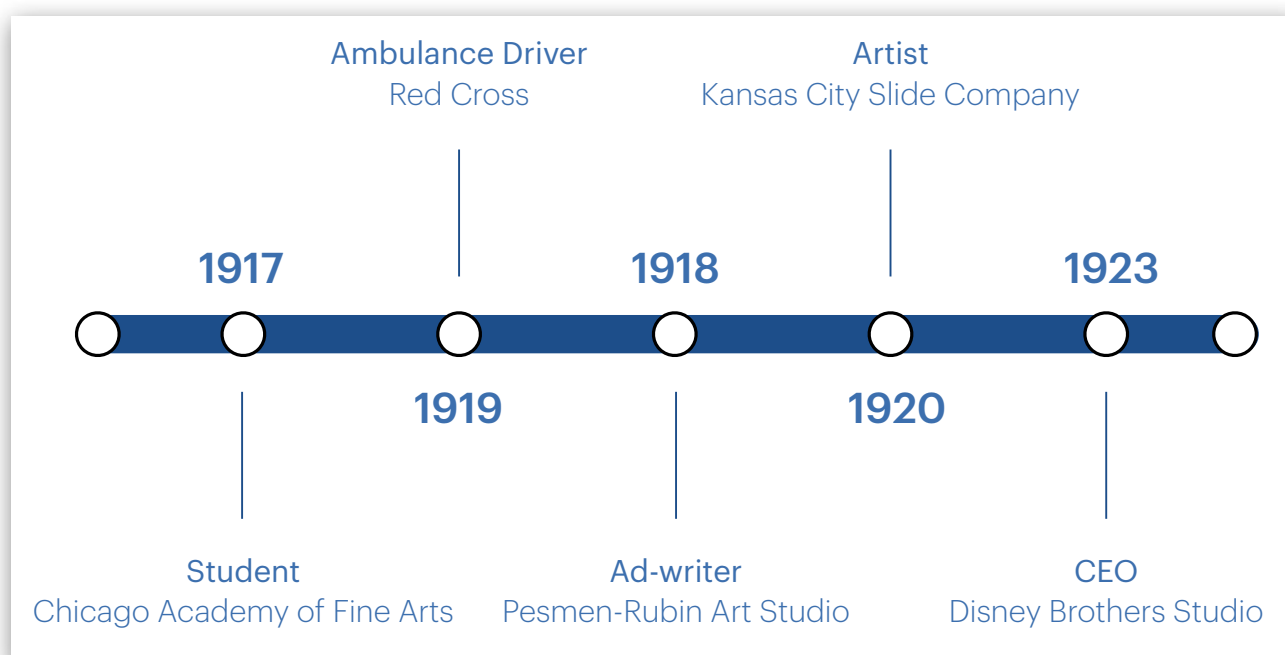 Ambulance Driver
Red Cross
Artist
Kansas City Slide Company
1917
1918
1923
1919
1920
Student
Chicago Academy of Fine Arts
Ad-writer
Pesmen-Rubin Art Studio
CEO
Disney Brothers Studio